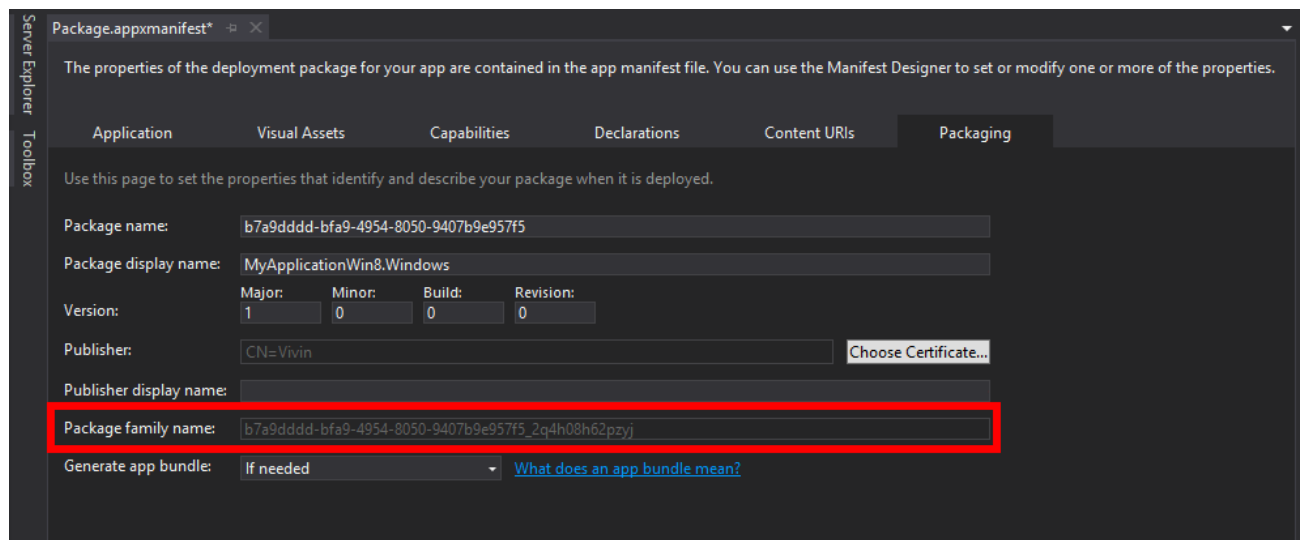 Server Explorer
Toolbox
Package.appxmanifest*
The properties of the deployment package for your app are contained in the app manifest file. You can use the Manifest Designer to set or modify one or more of the properties.
Application Visual Assets Capabilities Declarations Content URIs Packaging
Use this page to set the properties that identify and describe your package when it is deployed.
Package name: b7a9dddd-bfa9-4954-8050-9407b9e957f5
Package display name: MyApplicationWin8.Windows
Major: Minor: Build: Revision:
Version: 1 0 0 0
Publisher: CN=Vivin Choose Certificate...
Publisher display name:
Package family name: b7a9dddd-bfa9-4954-8050-9407b9e957f5_2q4h08h62pzyj
Generate app bundle: If needed What does an app bundle mean?